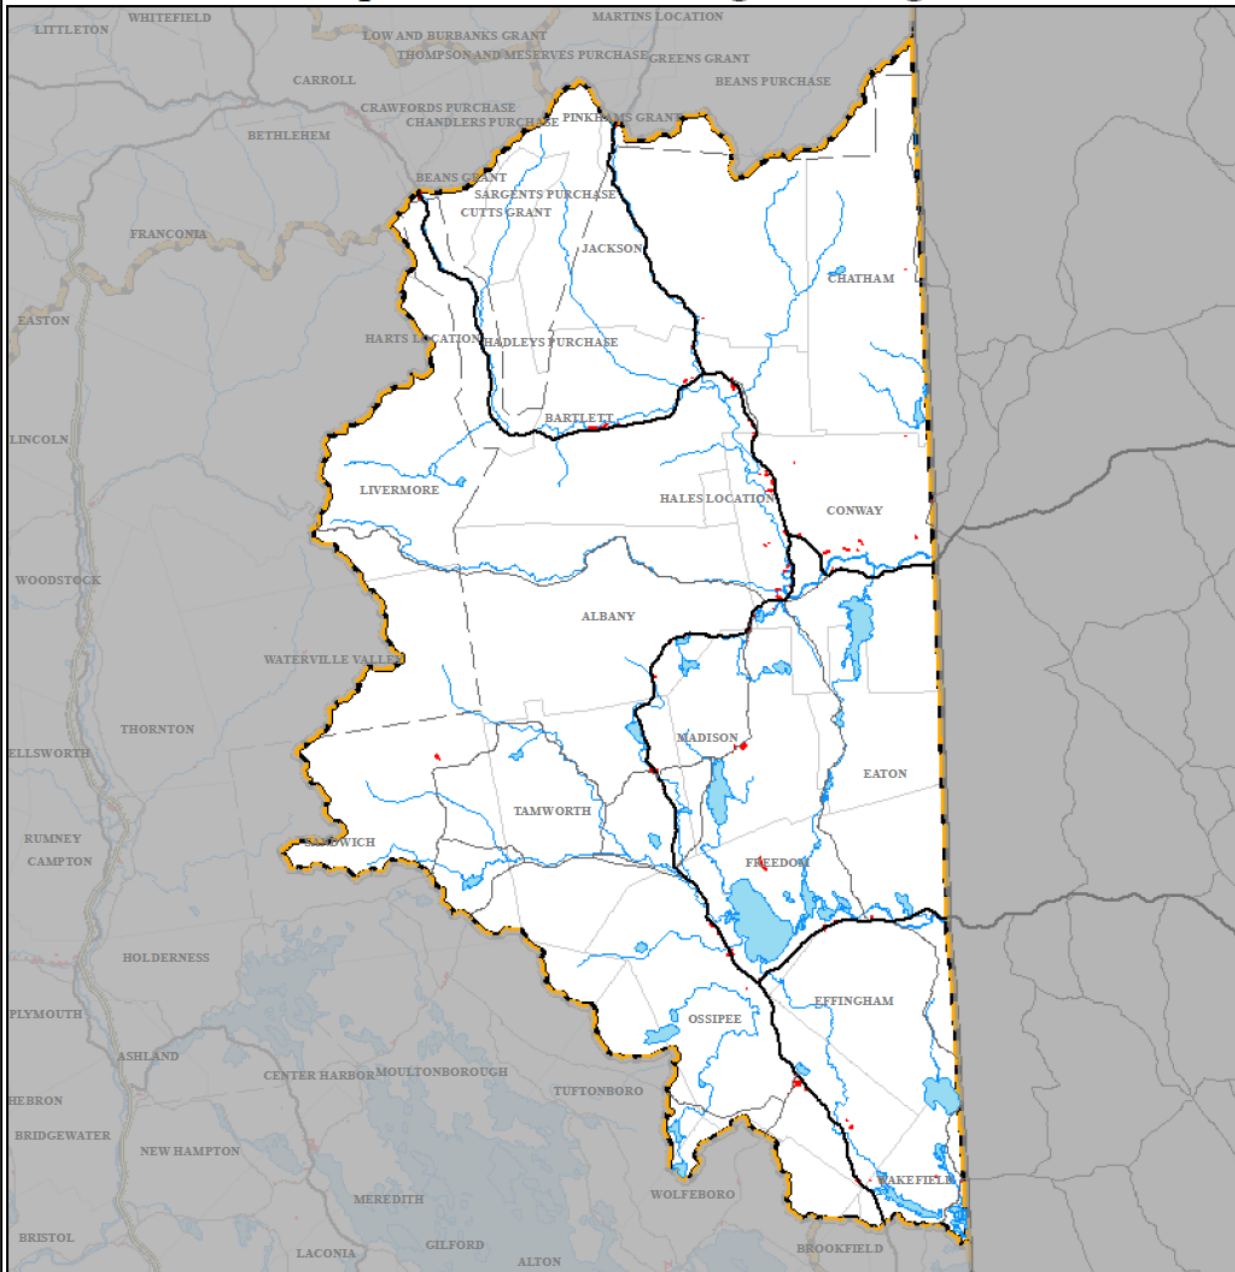 MARTINS LOCATION
WHITEFIELD
LITTLETON
LOW AND BURBANKS GRANT
THOMPSON AND MESERVES PURCHASE
GREENS GRANT
CARROLL
BEANS PURCHASE
CRAWFORDS PURCHASE
PINKHAMS GRANT
CHANDLERS PURCHASE
BETHLEHEM
BEANS GRANT
SARGENTS PURCHASE
CUTTS GRANT
FRANCONIA
JACKSON
CHATHAM
EASTON
HARTS LOCATION
HADLEYS PURCHASE
BARTLETT
LINCOLN
LIVERMORE
HALES LOCATION
CONWAY
WOODSTOCK
ALBANY
WATERVILLE VALLEY
THORNTON
MADISON
ELLSWORTH
EATON
TAMWORTH
RUMNEY
SANDWICH
CAMPTON
FREEDOM
HOLDERNESS
EFFINGHAM
PLYMOUTH
OSSIPEE
ASHLAND
CENTER HARBOR
MOULTONBOROUGH
TUFTONBORO
HEBRON
BRIDGEWATER
NEW HAMPTON
WAKEFIELD
WOLFEBORO
MEREDITH
BRISTOL
GILFORD
BROOKFIELD
LACONIA
ALTON